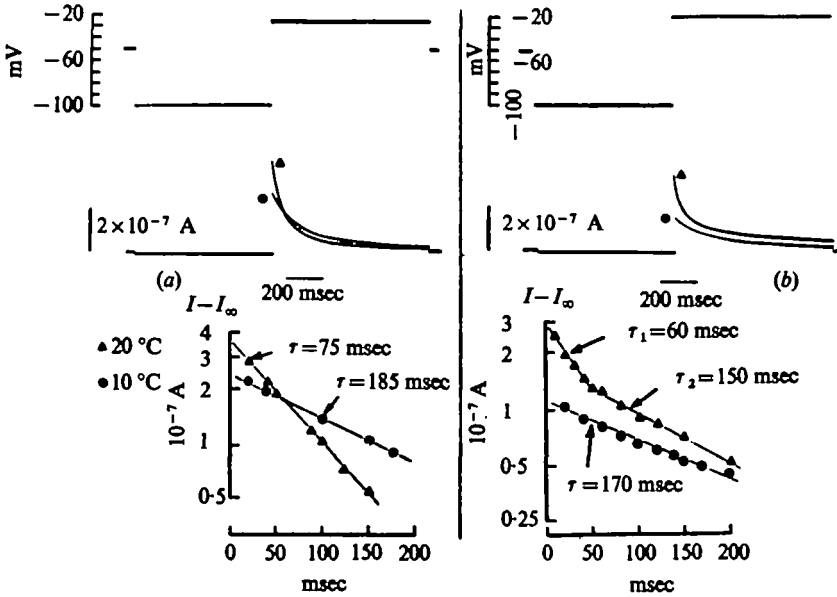 −20
−60
−100
mV
2×10⁻⁷ A
(a)
200 msec
I−I∞
4
3
2
1
0·5
10⁻⁷ A
▲ 20 °C
● 10 °C
τ=75 msec
τ=185 msec
0 50 100 150 200
msec
−20
−60
−100
−100
mV
2×10⁻⁷ A
(b)
200 msec
I−I∞
3
2
1
0·5
0·25
10⁻⁷ A
τ₁=60 msec
τ₂=150 msec
τ=170 msec
0 50 100 150 200
msec